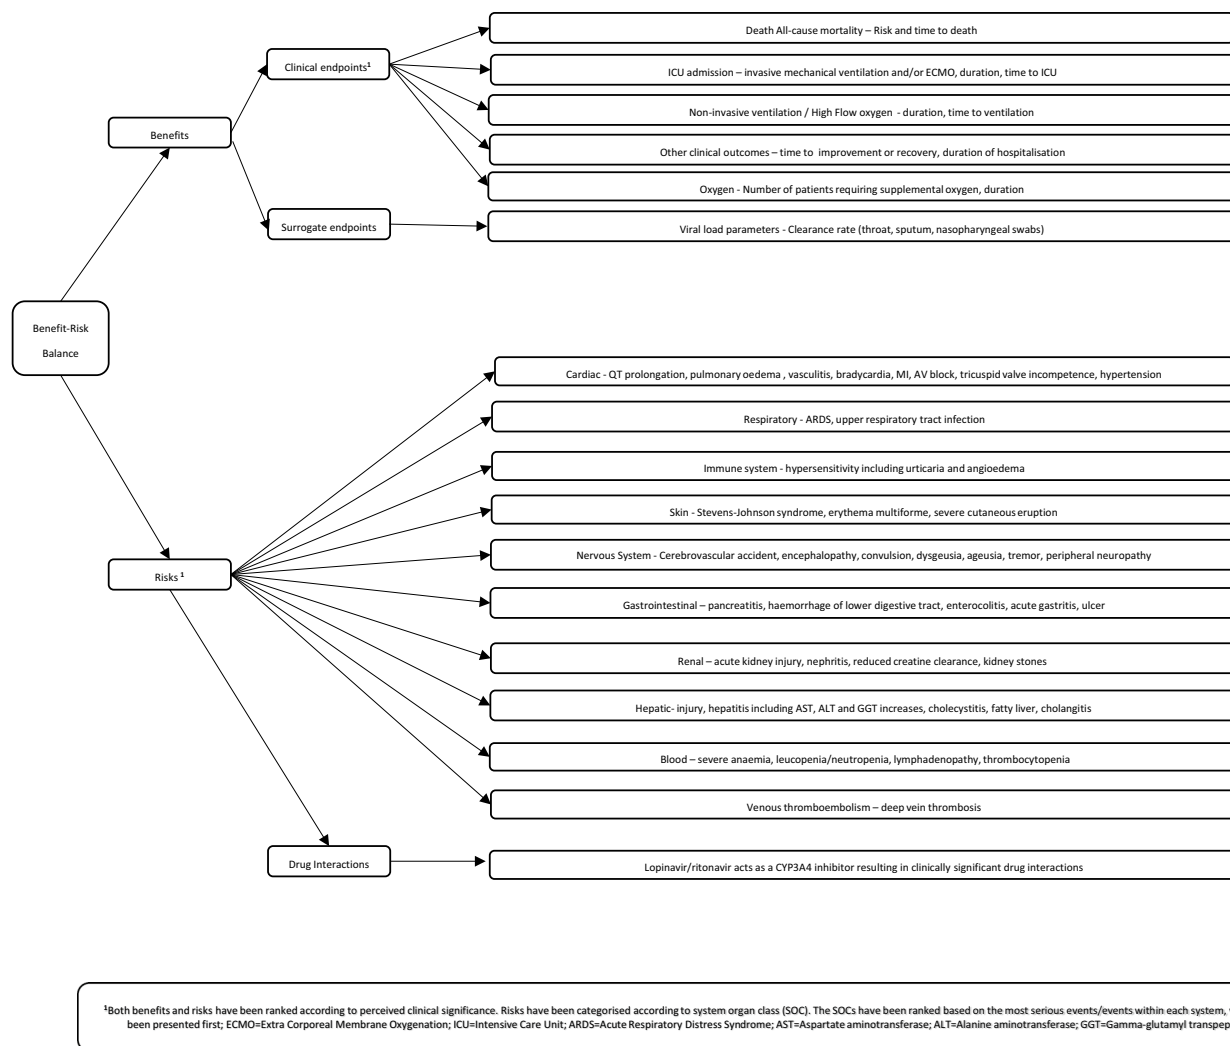 Death All-cause mortality – Risk and time to death
Clinical endpoints¹
ICU admission – invasive mechanical ventilation and/or ECMO, duration, time to ICU
Non-invasive ventilation / High Flow oxygen - duration, time to ventilation
Benefits
Other clinical outcomes – time to improvement or recovery, duration of hospitalisation
Oxygen - Number of patients requiring supplemental oxygen, duration
Surrogate endpoints
Viral load parameters - Clearance rate (throat, sputum, nasopharyngeal swabs)
Benefit-Risk
Balance
Cardiac - QT prolongation, pulmonary oedema , vasculitis, bradycardia, MI, AV block, tricuspid valve incompetence, hypertension
Respiratory - ARDS, upper respiratory tract infection
Immune system - hypersensitivity including urticaria and angioedema
Skin - Stevens-Johnson syndrome, erythema multiforme, severe cutaneous eruption
Nervous System - Cerebrovascular accident, encephalopathy, convulsion, dysgeusia, ageusia, tremor, peripheral neuropathy
Risks ¹
Gastrointestinal – pancreatitis, haemorrhage of lower digestive tract, enterocolitis, acute gastritis, ulcer
Renal – acute kidney injury, nephritis, reduced creatine clearance, kidney stones
Hepatic- injury, hepatitis including AST, ALT and GGT increases, cholecystitis, fatty liver, cholangitis
Blood – severe anaemia, leucopenia/neutropenia, lymphadenopathy, thrombocytopenia
Venous thromboembolism – deep vein thrombosis
Drug Interactions
Lopinavir/ritonavir acts as a CYP3A4 inhibitor resulting in clinically significant drug interactions
¹Both benefits and risks have been ranked according to perceived clinical significance. Risks have been categorised according to system organ class (SOC). The SOCs have been ranked based on the most serious events/events within each system,
been presented first; ECMO=Extra Corporeal Membrane Oxygenation; ICU=Intensive Care Unit; ARDS=Acute Respiratory Distress Syndrome; AST=Aspartate aminotransferase; ALT=Alanine aminotransferase; GGT=Gamma-glutamyl transpep